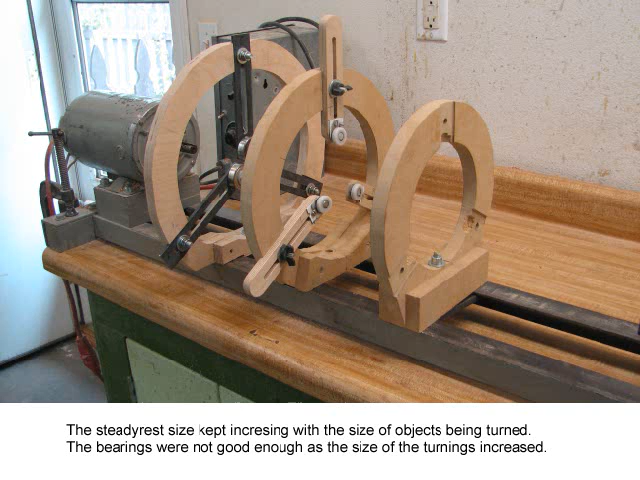 The steadyrest size kept incresing with the size of objects being turned.
The bearings were not good enough as the size of the turnings increased.